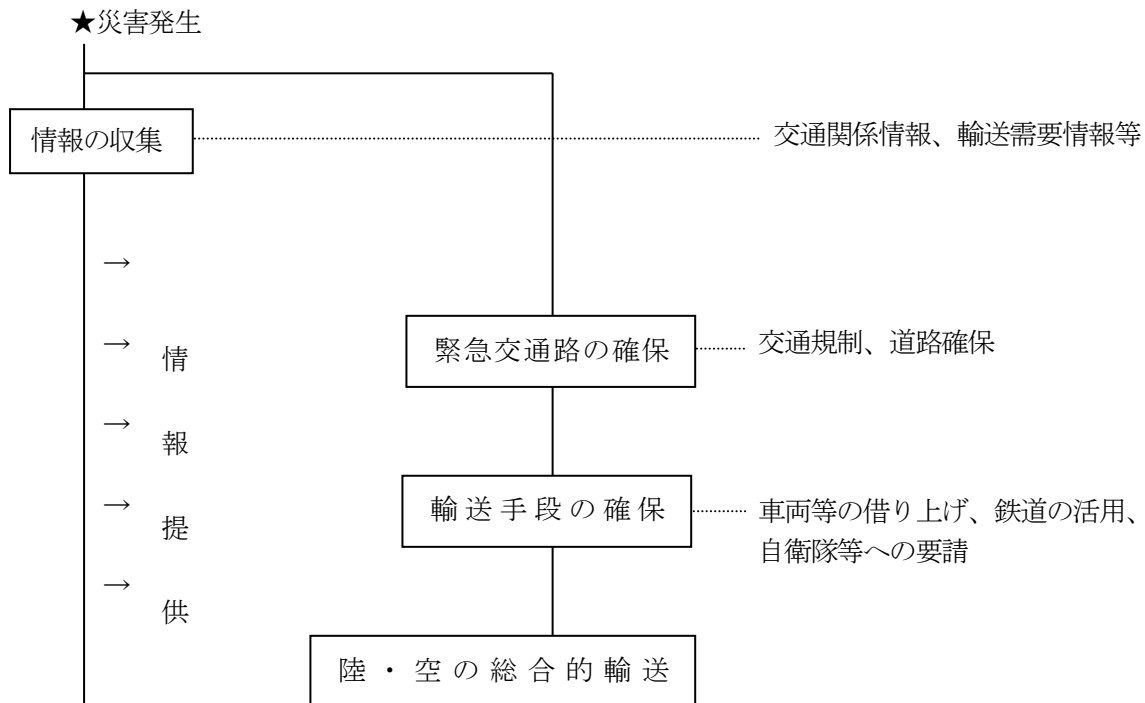 ★災害発生
情報の収集
交通関係情報、輸送需要情報等
→
→
→
→
→
情
報
提
供
緊急交通路の確保
交通規制、道路確保
輸送手段の確保
車両等の借り上げ、鉄道の活用、
自衛隊等への要請
陸・空の総合的輸送